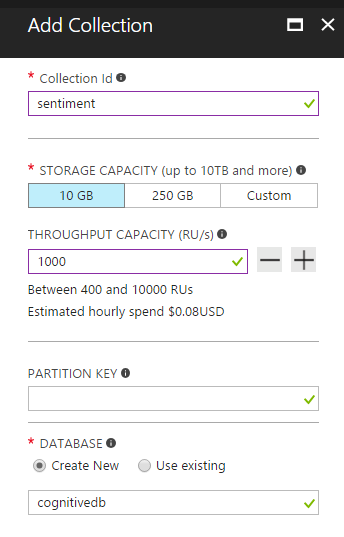 Add Collection
* Collection Id
sentiment
* STORAGE CAPACITY (up to 10TB and more)
10 GB 250 GB Custom
THROUGHPUT CAPACITY (RU/s)
1000
Between 400 and 10000 RUs
Estimated hourly spend $0.08USD
PARTITION KEY
* DATABASE
Create New Use existing
cognitivedb